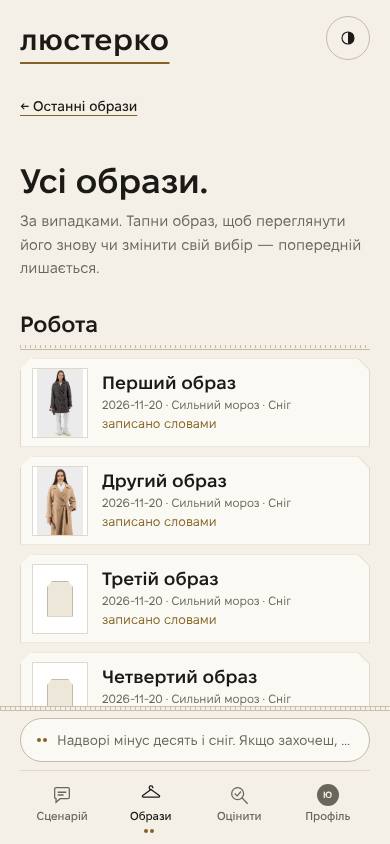 люстерко
← Останні образи
Усі образи.
За випадками. Тапни образ, щоб переглянути
його знову чи змінити свій вибір — попередній
лишається.
Робота
Перший образ
2026-11-20 · Сильний мороз · Сніг
записано словами
Другий образ
2026-11-20 · Сильний мороз · Сніг
записано словами
Третій образ
2026-11-20 · Сильний мороз · Сніг
записано словами
Четвертий образ
2026-11-20 · Сильний мороз · Сніг
Надворі мінус десять і сніг. Якщо захочеш, ...
Сценарій
Образи
Оцінити
Ю
Профіль